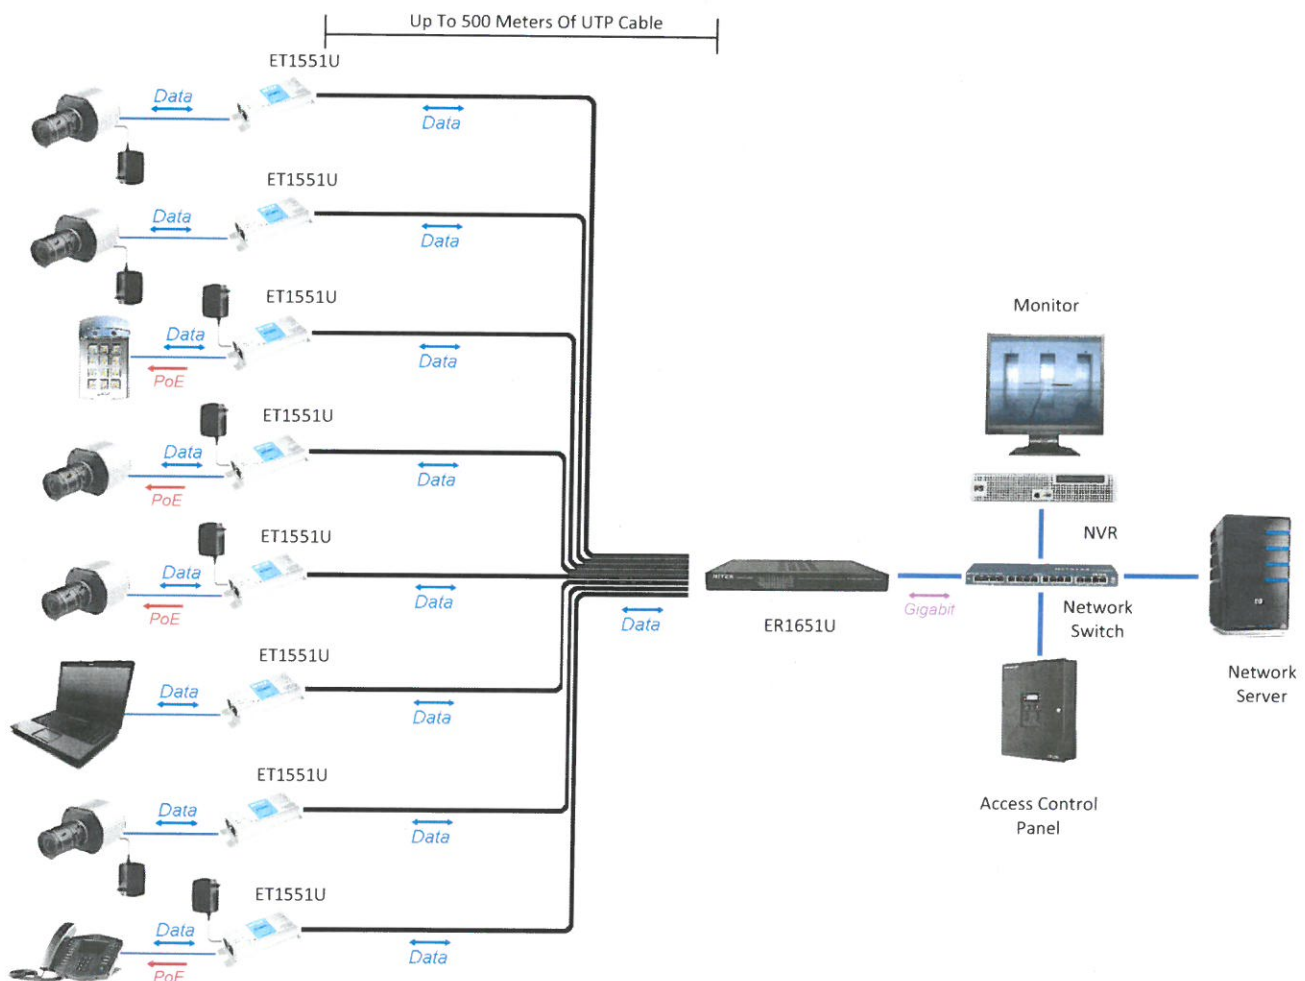 Up To 500 Meters Of UTP Cable
ET1551U
Data
Data
ET1551U
Data
Data
ET1551U
Data
PoE
Data
ET1551U
Data
PoE
Data
ET1551U
Data
PoE
Data
ET1551U
Data
Data
ET1551U
Data
Data
ET1551U
Data
PoE
Data
Data
NITEK
ER1651U
Gigabit
Monitor
NVR
NETGEAR
Network
Switch
Network
Server
Access Control
Panel